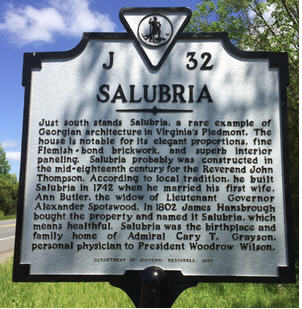 J 32
SALUBRIA
Just south stands Salubria, a rare example of
Georgian architecture in Virginia's Piedmont. The
house is notable for its elegant proportions, fine
Flemish-bond brickwork, and superb interior
paneling. Salubria probably was constructed in
the mid-eighteenth century for the Reverend John
Thompson. According to local tradition, he built
Salubria in 1742 when he married his first wife,
Ann Butler, the widow of Lieutenant Governor
Alexander Spotswood. In 1802 James Hansbrough
bought the property and named it Salubria, which
means healthful. Salubria was the birthplace and
family home of Admiral Cary T. Grayson,
personal physician to President Woodrow Wilson.
DEPARTMENT OF HISTORIC RESOURCES,